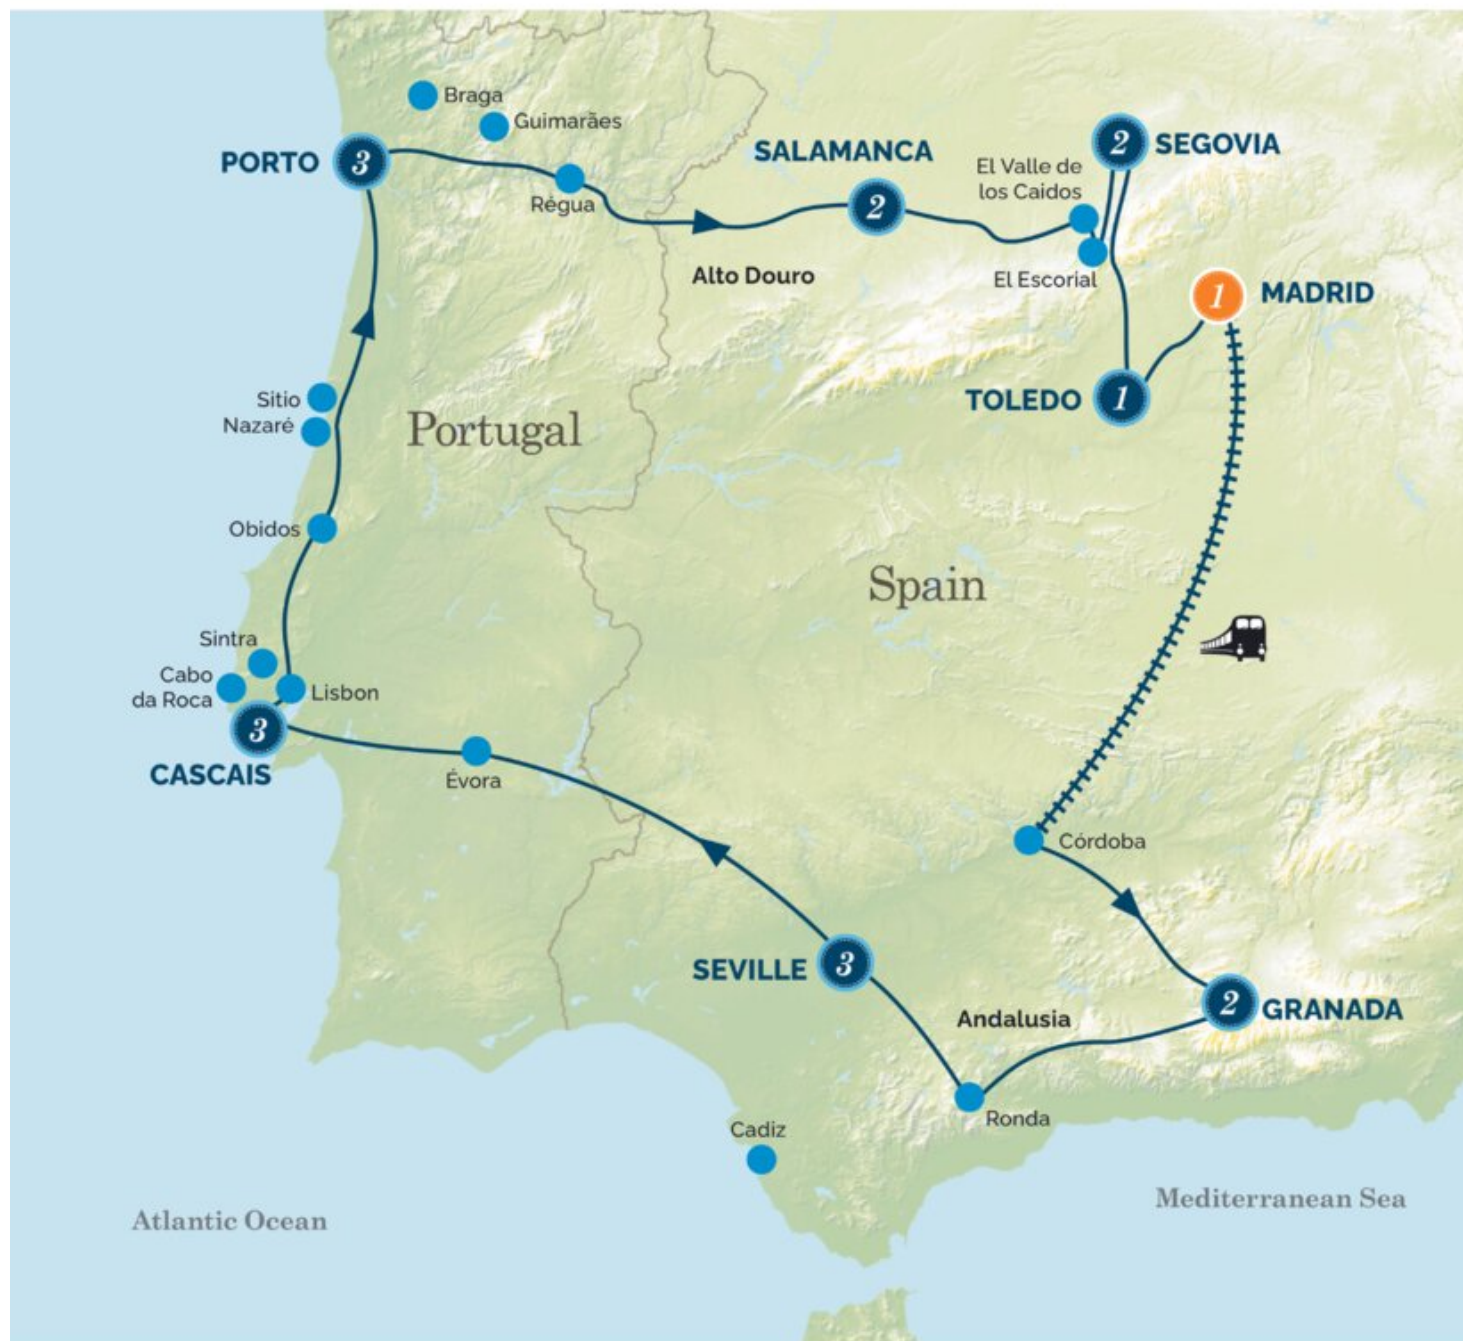 Braga
Guimarães
PORTO
3
Régua
SALAMANCA
2
El Valle de
los Caidos
2
SEGOVIA
El Escorial
Alto Douro
1
MADRID
TOLEDO
1
Sitio
Nazaré
Portugal
Obidos
Spain
Sintra
Cabo
da Roca
Lisbon
3
CASCAIS
Évora
Córdoba
SEVILLE
3
Andalusia
2
GRANADA
Ronda
Cadiz
Atlantic Ocean
Mediterranean Sea